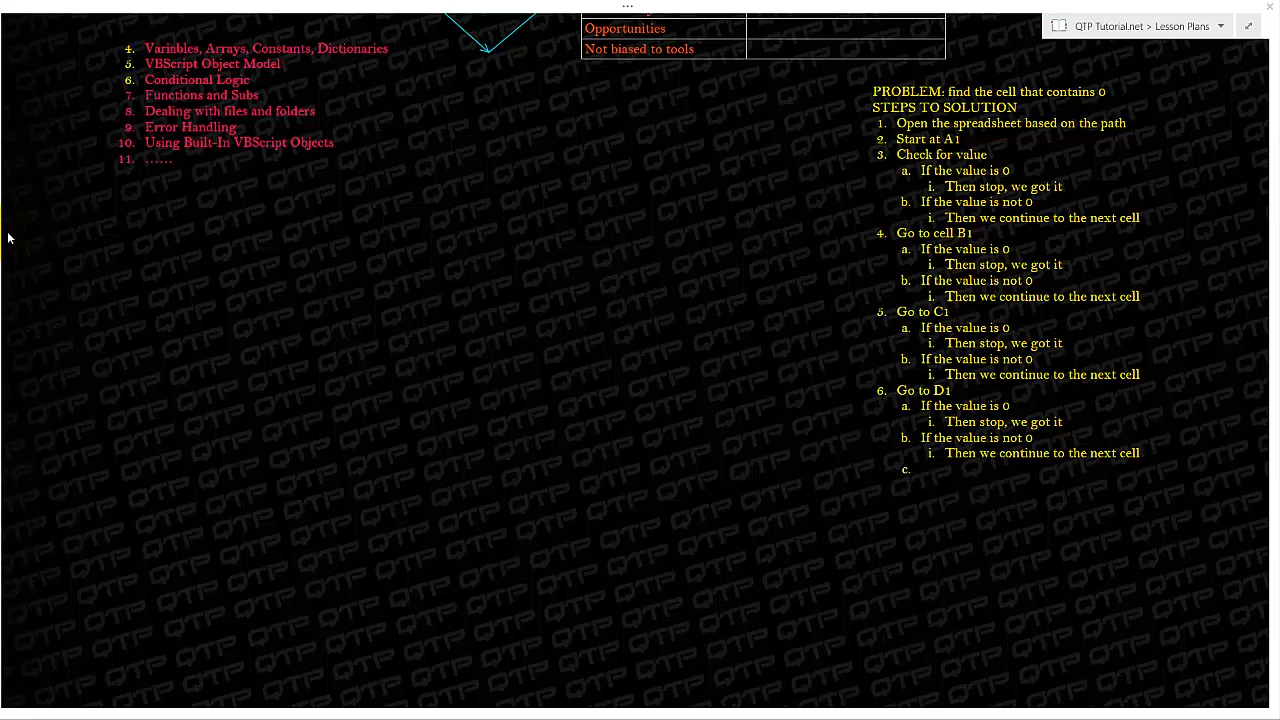 ...
QTP Tutorial.net > Lesson Plans
Opportunities
Not biased to tools
4. Variables, Arrays, Constants, Dictionaries
5. VBScript Object Model
6. Conditional Logic
7. Functions and Subs
8. Dealing with files and folders
9. Error Handling
10. Using Built-In VBScript Objects
11. ......
PROBLEM: find the cell that contains 0
STEPS TO SOLUTION
1. Open the spreadsheet based on the path
2. Start at A1
3. Check for value
a. If the value is 0
i. Then stop, we got it
b. If the value is not 0
i. Then we continue to the next cell
4. Go to cell B1
a. If the value is 0
i. Then stop, we got it
b. If the value is not 0
i. Then we continue to the next cell
5. Go to C1
a. If the value is 0
i. Then stop, we got it
b. If the value is not 0
i. Then we continue to the next cell
6. Go to D1
a. If the value is 0
i. Then stop, we got it
b. If the value is not 0
i. Then we continue to the next cell
c.